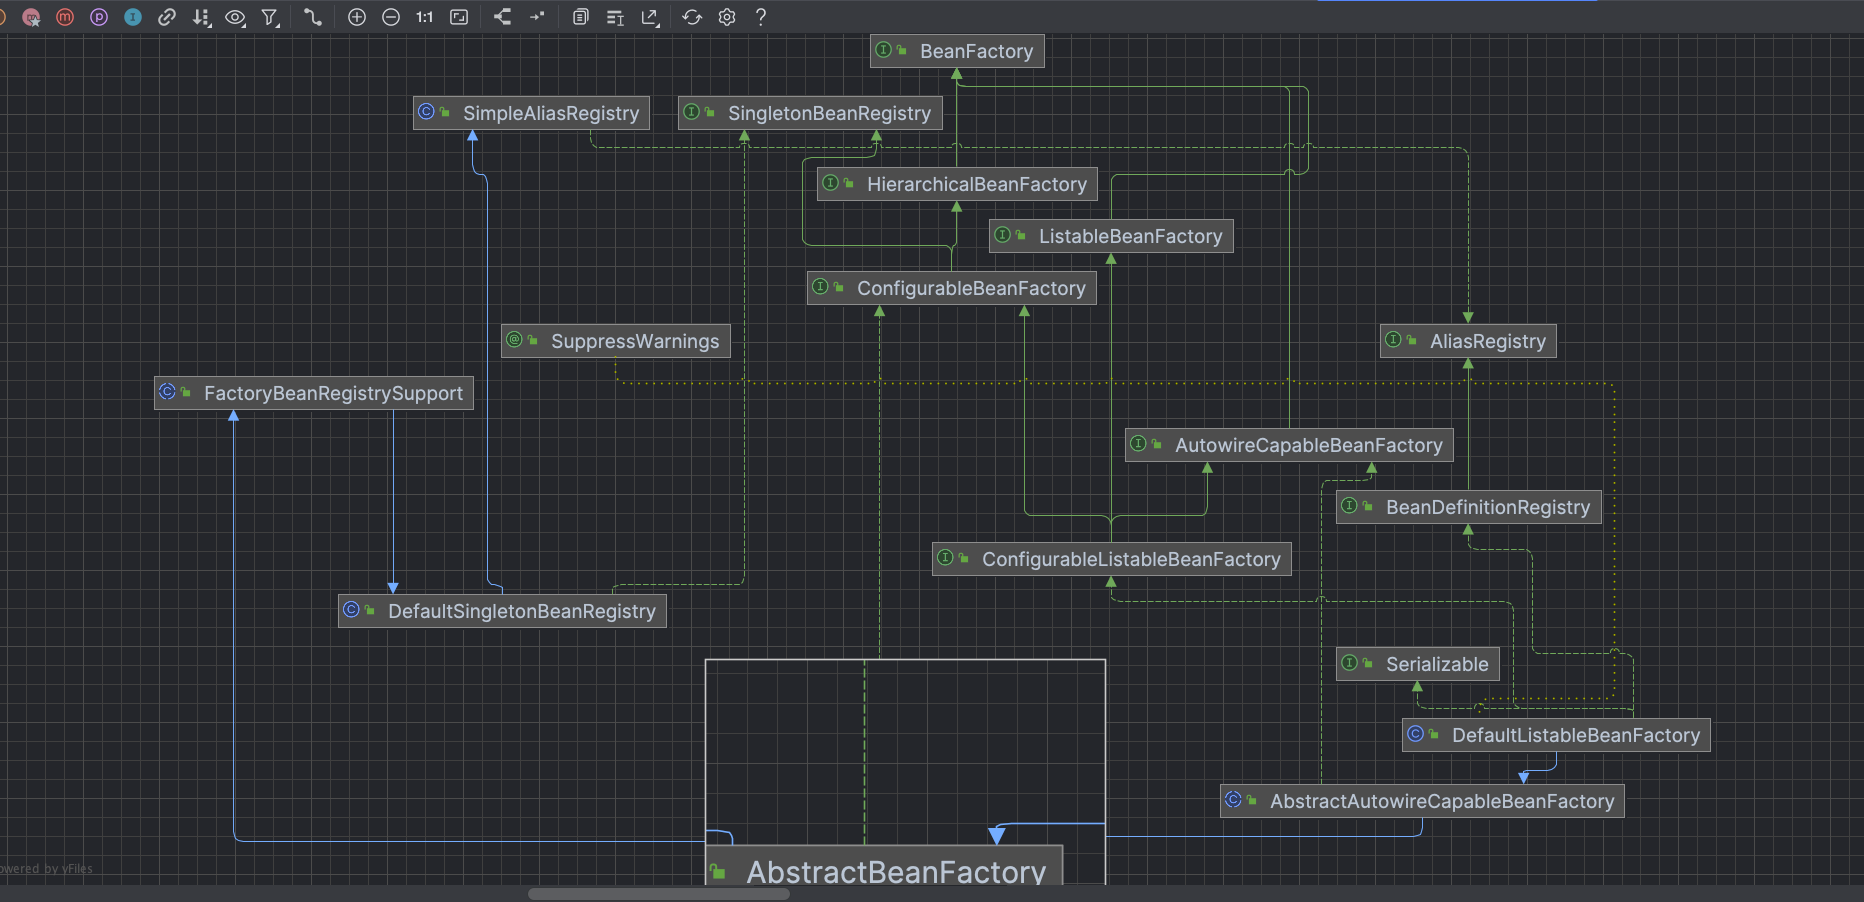 1:1
BeanFactory
SimpleAliasRegistry
SingletonBeanRegistry
HierarchicalBeanFactory
ListableBeanFactory
ConfigurableBeanFactory
SuppressWarnings
AliasRegistry
FactoryBeanRegistrySupport
AutowireCapableBeanFactory
BeanDefinitionRegistry
ConfigurableListableBeanFactory
DefaultSingletonBeanRegistry
Serializable
DefaultListableBeanFactory
AbstractAutowireCapableBeanFactory
AbstractBeanFactory
owered by yFiles